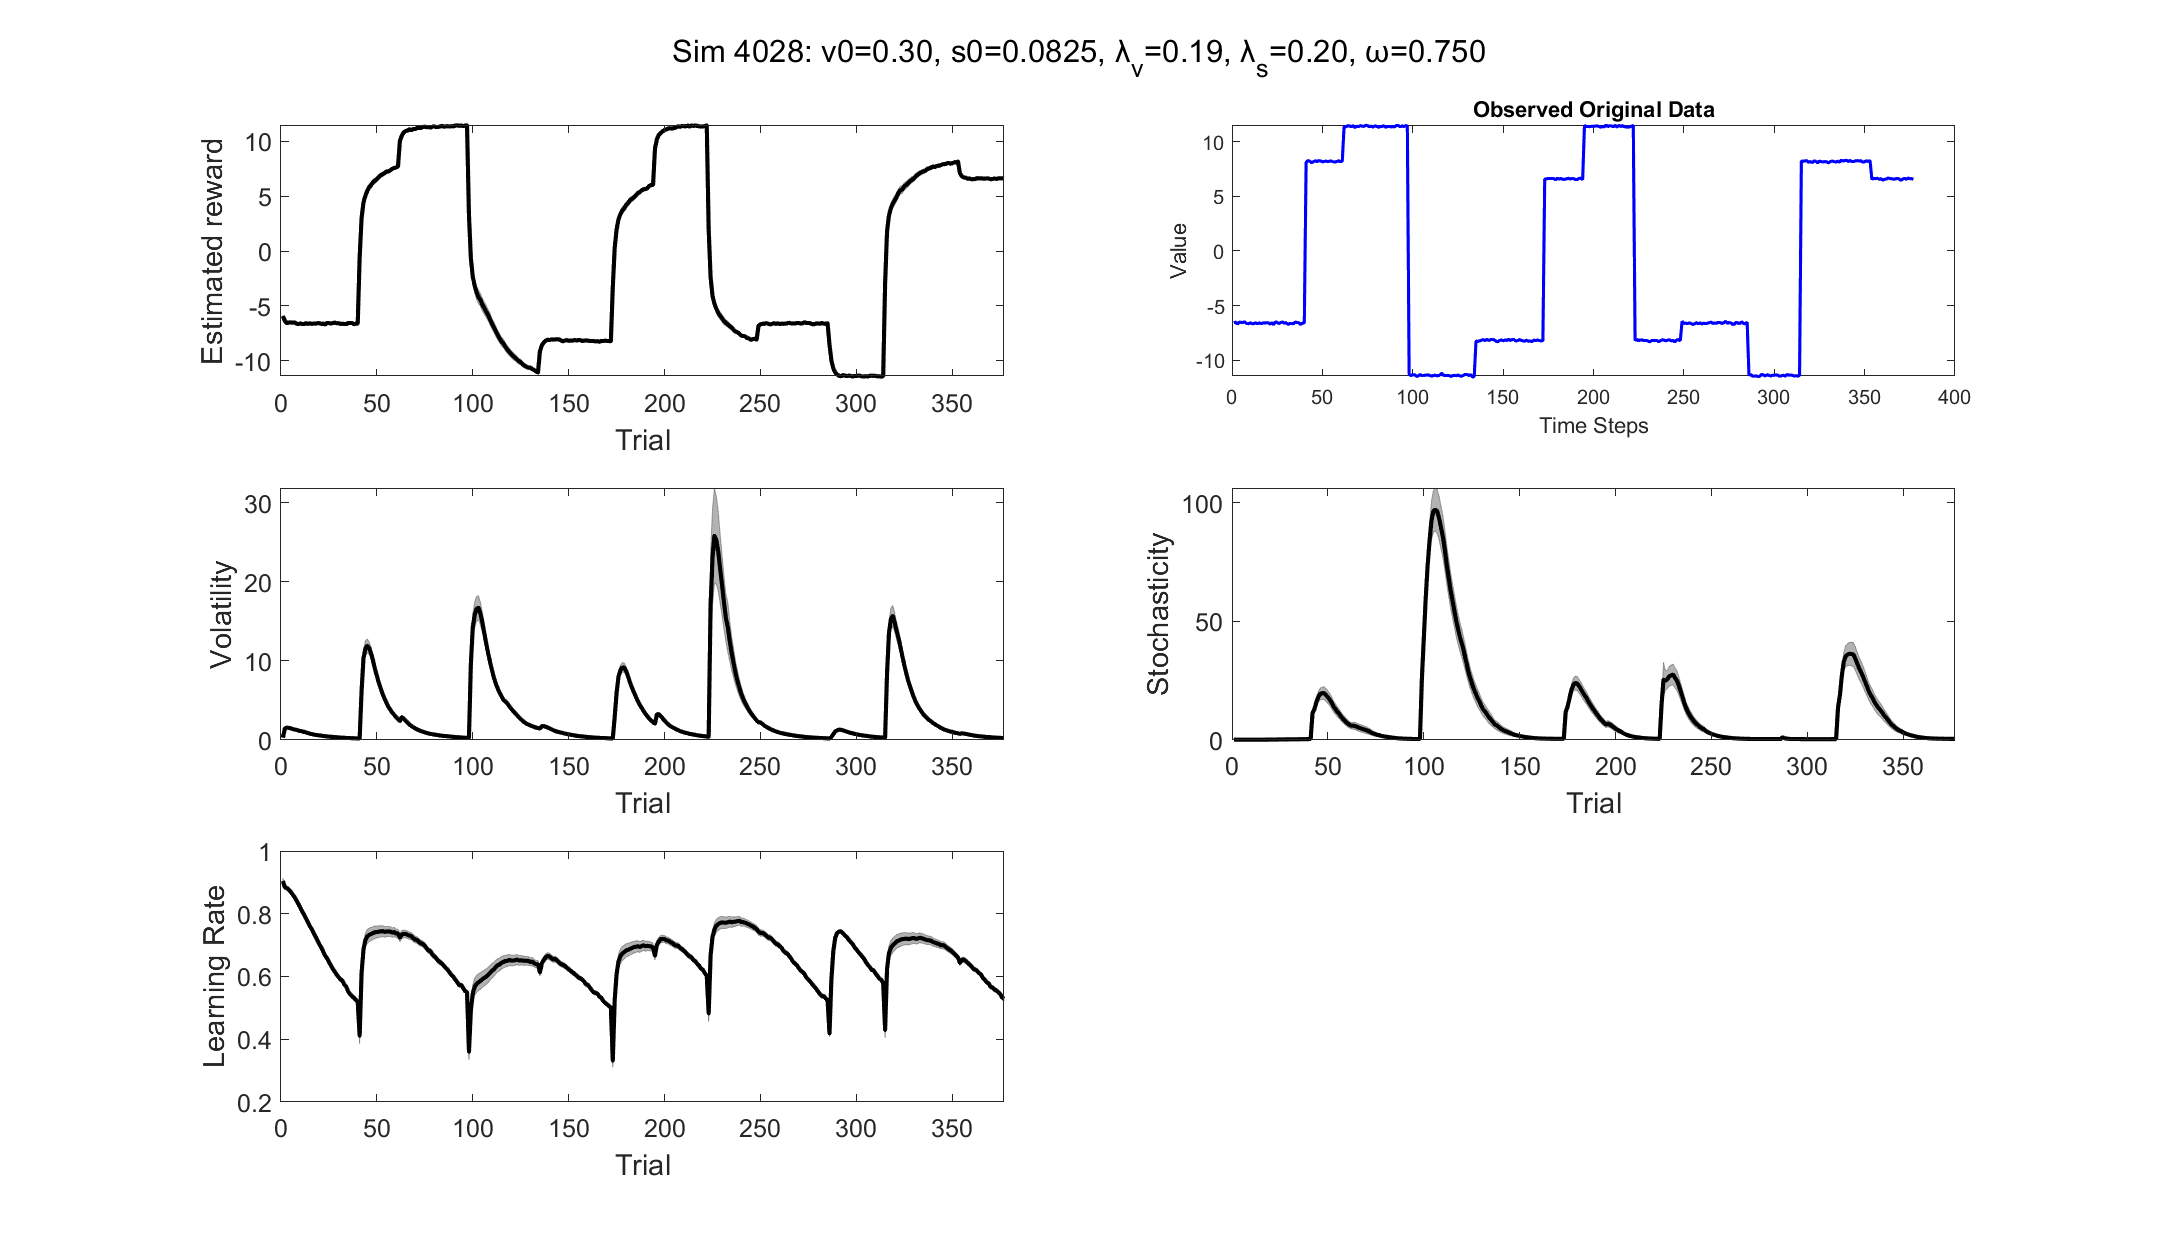 Sim 4028: v0=0.30, s0=0.0825, λv=0.19, λs=0.20, ω=0.750
Estimated reward
10
5
0
-5
-10
0 50 100 150 200 250 300 350
Trial
Observed Original Data
Value
10
5
0
-5
-10
0 50 100 150 200 250 300 350 400
Time Steps
Volatility
30
20
10
0
0 50 100 150 200 250 300 350
Trial
Stochasticity
100
50
0
0 50 100 150 200 250 300 350
Trial
Learning Rate
1
0.8
0.6
0.4
0.2
0 50 100 150 200 250 300 350
Trial